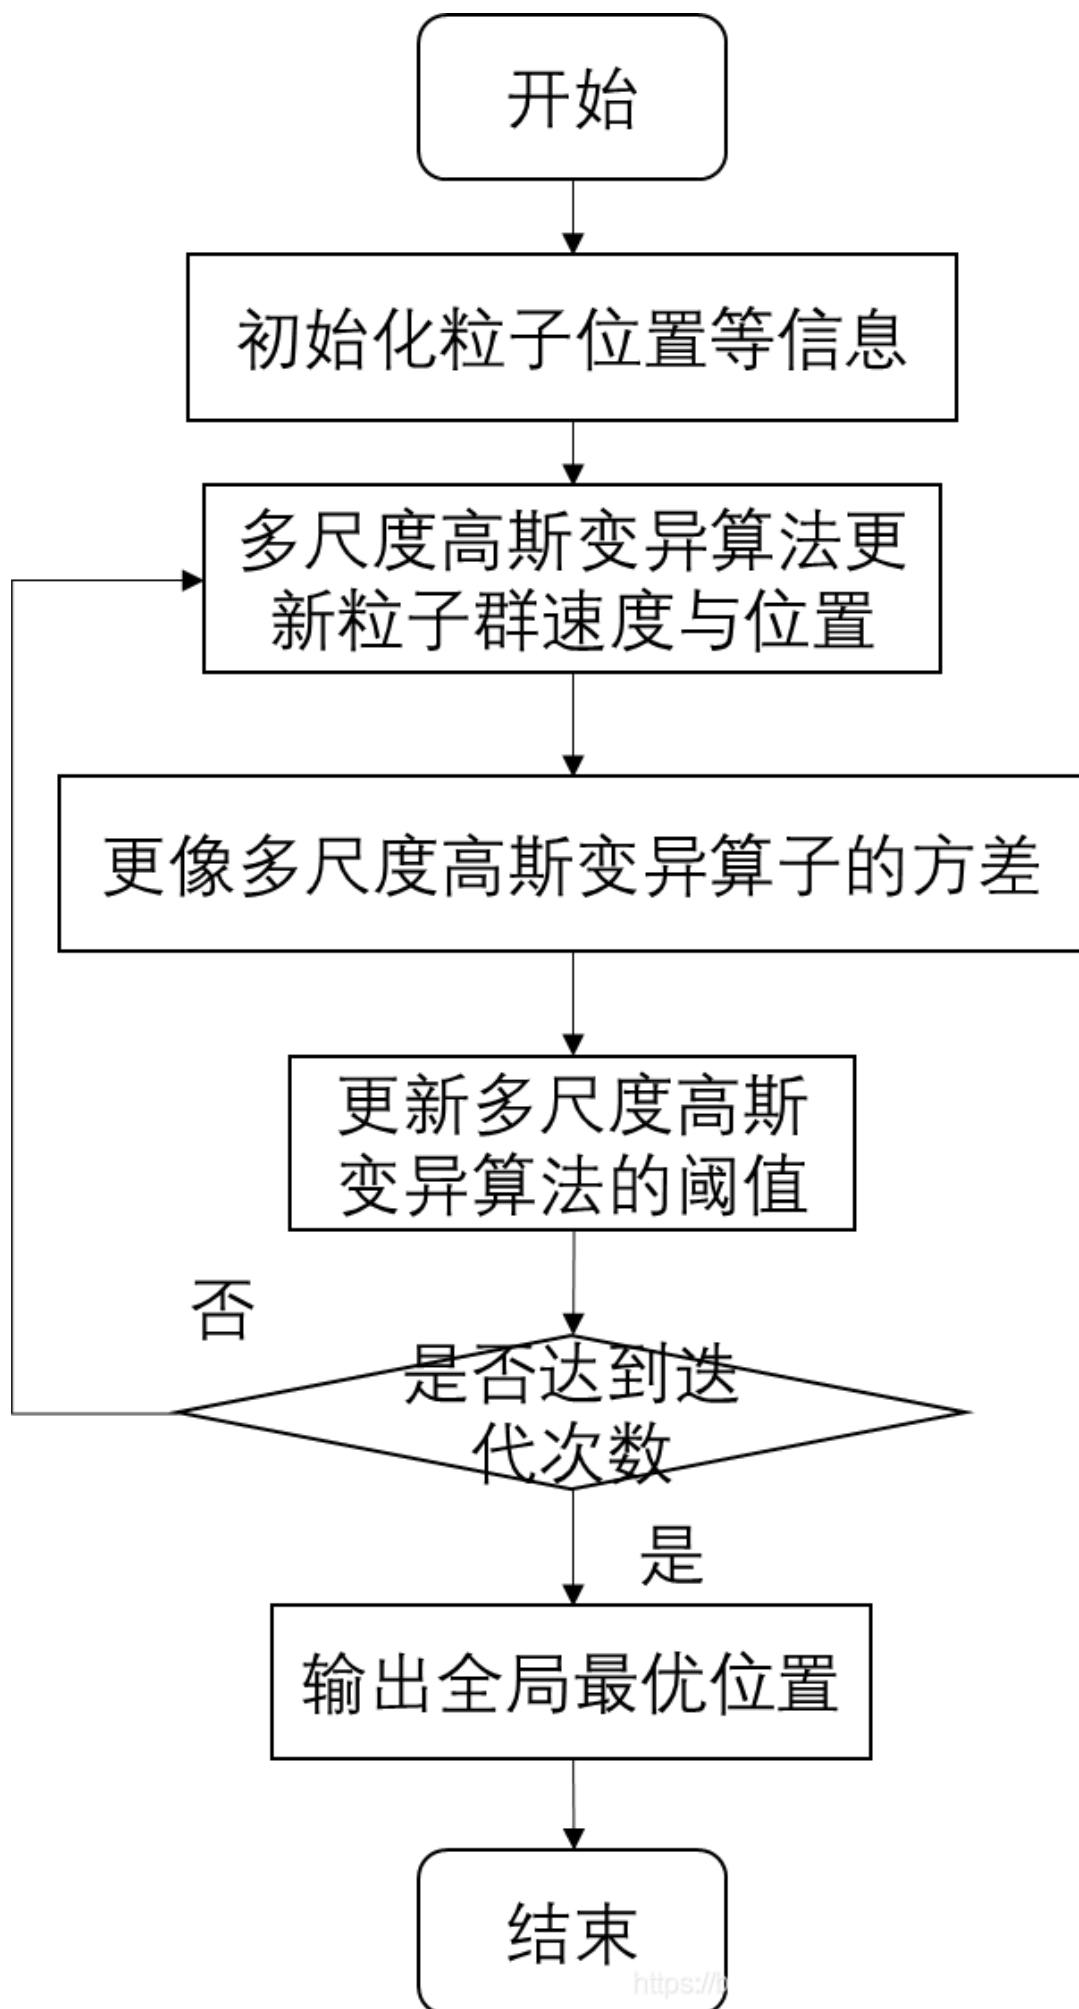 开始
初始化粒子位置等信息
多尺度高斯变异算法更
新粒子群速度与位置
更像多尺度高斯变异算子的方差
更新多尺度高斯
变异算法的阈值
否
是否达到迭
代次数
是
输出全局最优位置
结束
https://b